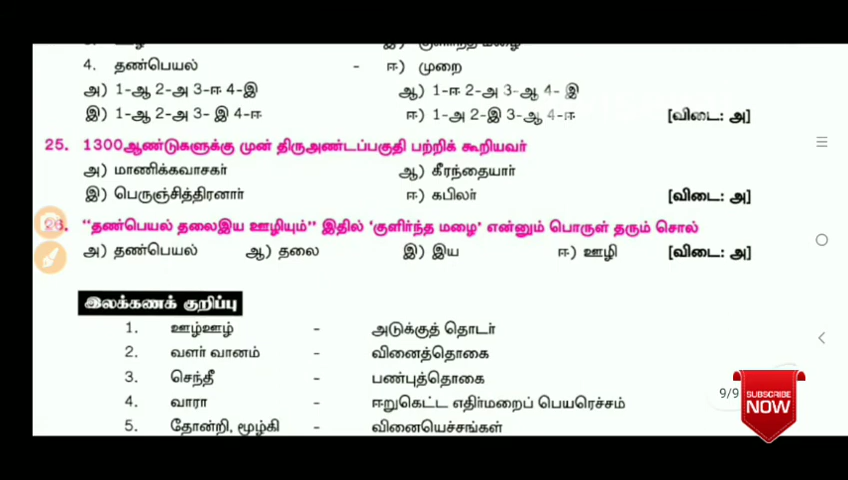 4. தண்பெயல் - ஈ) முறை
அ) 1-ஆ 2-அ 3-ஈ 4-இ ஆ) 1-ஈ 2-அ 3-ஆ 4- இ
இ) 1-ஆ 2-அ 3- இ 4-ஈ ஈ) 1-அ 2-இ 3-ஆ 4-ஈ [விடை: அ]
25. 1300ஆண்டுகளுக்கு முன் திருஅண்டப்பகுதி பற்றிக் கூறியவர்
அ) மாணிக்கவாசகர் ஆ) கீரந்தையார்
இ) பெருஞ்சித்திரனார் ஈ) கபிலர் [விடை: அ]
26. “தண்பெயல் தலைஇய ஊழியும்” இதில் ‘குளிர்ந்த மழை’ என்னும் பொருள் தரும் சொல்
அ) தண்பெயல் ஆ) தலை இ) இய ஈ) ஊழி [விடை: அ]
இலக்கணக் குறிப்பு
1. ஊழ்ஊழ் - அடுக்குத் தொடர்
2. வளர் வானம் - வினைத்தொகை
3. செந்தீ - பண்புத்தொகை
4. வாரா - ஈறுகெட்ட எதிர்மறைப் பெயரெச்சம்
5. தோன்றி, மூழ்கி - வினையெச்சங்கள்
9/9
SUBSCRIBE
NOW